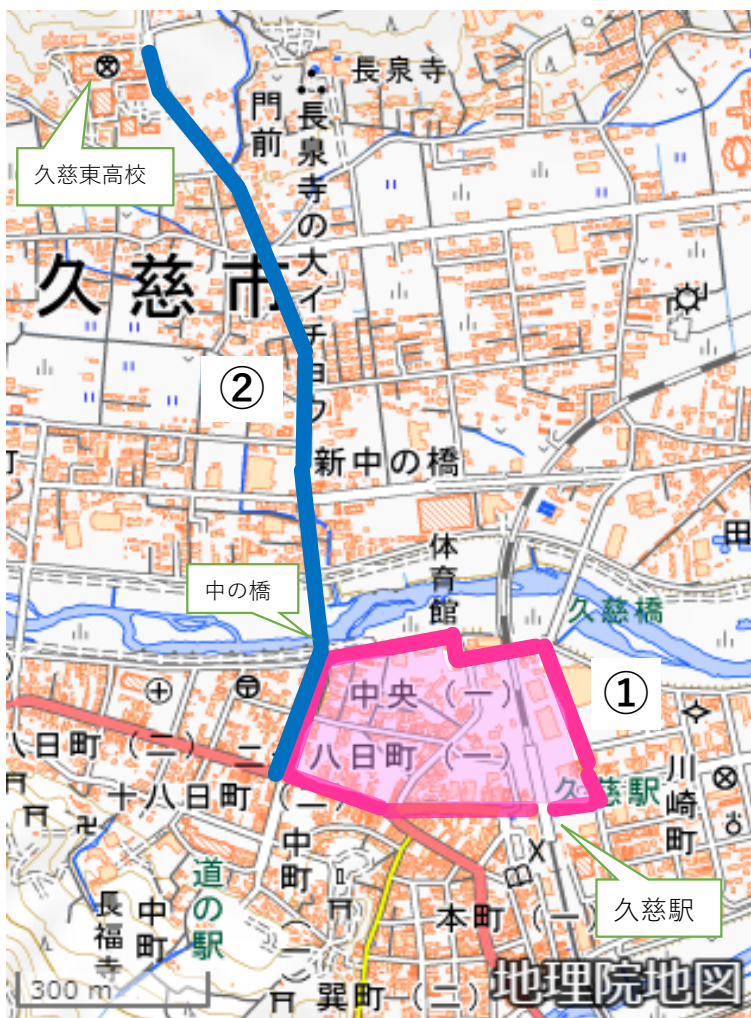 長泉寺
門前
長泉寺の大イチョウ
久慈東高校
久慈市
②
新中の橋
体育館
中の橋
久慈橋
田
中央(一)
①
八日町(二)
八日町(一)
久慈駅
川崎町
十八日町(二)
中町(一)
道の駅
中町
長福寺
本町(一)
久慈駅
巽町(二)
300 m
地理院地図